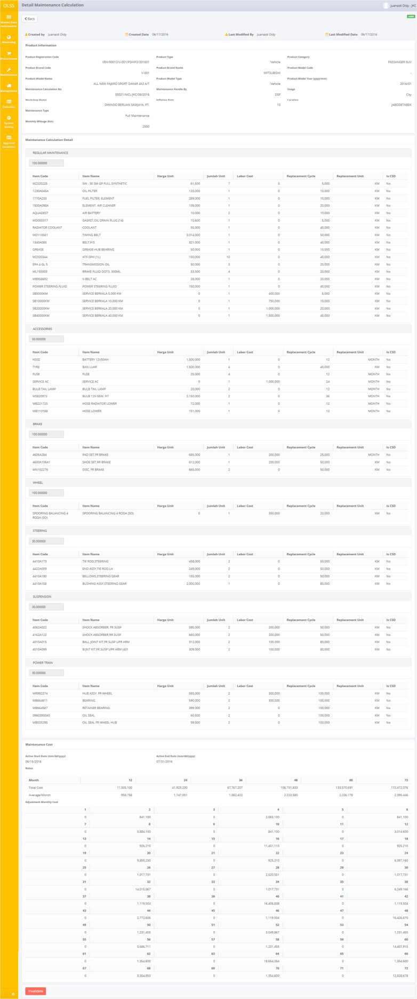 OLSS
Detail Maintenance Calculation
Juanaidi Didy - JKC
Master Data Information
Marketing
Procurement
Maintenance
Management
Collection
System Setting
Approval Escalation
Back
valid
Created by Juanaidi Didy Created Date 06/17/2016 Last Modified By Juanaidi Didy Last Modified Date 06/17/2016
Product Information
Product Registration Code Product Type Product Category
VEH/00012/V-001/PSHIP2/201601 Vehicle PASSANGER SUV
Product Brand Code Product Brand Name Product Model Code
V-001 MITSUBISHI -
Product Model Name Product Model Type Product Model Year (yyyy/mm)
ALL NEW PAJERO SPORT DAKAR 4X2 A/T Vehicle 2016/01
Maintenance Calculation No Maintenance Handle By Usage
00021/MCL/JKC/06/2016 DSF City
Workshop Name Inflation Rate Location
DWINDO BERLIAN SAMJAYA, PT. 10 JABODETABEK
Maintenance Type
Full Maintenance
Monthly Mileage (Km)
2500
Maintenance Calculation Detail
REGULAR MAINTENANCE
100.000000
Item Code Item Name Harga Unit Jumlah Unit Labor Cost Replacement Cycle Replacement Unit Is CSD
MZ320225 5W - 30 SM GP FULL SYNTHETIC 61,500 7 0 5,000 KM No
1230A045A OIL FILTER 133,000 1 0 10,000 KM No
1770A233 FUEL FILTER, ELEMENT 289,000 1 0 10,000 KM No
1500A098A ELEMENT, AIR CLEANER 139,000 1 0 20,000 KM No
AQUADEST AIR BATTERY 10,000 2 0 10,000 KM No
MD050317 GASKET,OIL DRAIN PLUG (14) 10,600 1 0 5,000 KM No
RADIATOR COOLANT COOLANT 55,000 1 0 40,000 KM No
MD113561 TIMING BELT 3,014,000 1 0 50,000 KM No
1340A085 BELT,P/S 321,000 1 0 40,000 KM No
GREASE GREASE HUB BEARING 50,000 1 0 10,000 KM No
MZ320344 ATF-SPIII (1L) 150,000 10 0 40,000 KM No
EPA 4 GL 5 TRANSMISSION OIL 50,000 3 0 20,000 KM No
ML150003 BRAKE FLUID DOT3, 300ML 33,500 4 0 20,000 KM No
MB958692 V-BELT AC 28,000 1 0 20,000 KM No
POWER STEERING FLUID POWER STEERING FLUID 150,000 1 0 40,000 KM No
SB5000KM SERVICE BERKALA 5.000 KM 0 1 400,000 5,000 KM No
SB10000KM SERVICE BERKALA 10.000 KM 0 1 750,000 10,000 KM No
SB20000KM SERVICE BERKALA 20.000 KM 0 1 1,000,000 20,000 KM No
SB40000KM SERVICE BERKALA 40.000 KM 0 1 1,500,000 40,000 KM No
ACCESSORIES
50.000000
Item Code Item Name Harga Unit Jumlah Unit Labor Cost Replacement Cycle Replacement Unit Is CSD
N50Z BATTERY 12V50AH 1,500,000 1 0 12 MONTH No
TYRE BAN LUAR 1,500,000 4 0 40,000 KM No
FUSE FUSE 25,000 4 0 12 MONTH No
SERVICE AC SERVICE AC 0 1 1,000,000 24 MONTH No
BULB TAIL LAMP BULB TAIL LAMP 20,000 2 0 12 MONTH No
MS820972 BULB 12V-55W, H7 2,150,000 2 0 36 MONTH No
MB221725 HOSE RADIATOR LOWER 72,000 1 0 12 MONTH No
MB110188 HOSE LOWER 151,000 1 0 12 MONTH No
BRAKE
100.000000
Item Code Item Name Harga Unit Jumlah Unit Labor Cost Replacement Cycle Replacement Unit Is CSD
4605A284 PAD SET,FR BRAKE 685,000 1 200,000 25,000 MONTH No
4600A106A1 SHOE SET,RR BRAKE 612,000 1 200,000 50,000 KM No
MN102276 DISC, FR BRAKE 665,000 2 0 50,000 KM No
WHEEL
100.000000
Item Code Item Name Harga Unit Jumlah Unit Labor Cost Replacement Cycle Replacement Unit Is CSD
SPOORING BALANCING 4 SPOORING BALANCING 4 RODA (SO) 0 1 350,000 20,000 KM No
RODA (SO)
STEERING
30.000000
Item Code Item Name Harga Unit Jumlah Unit Labor Cost Replacement Cycle Replacement Unit Is CSD
4410A173 TIE ROD,STEERING 458,000 2 0 50,000 KM No
4422A009 END ASSY,TIE ROD,LH 249,000 2 0 50,000 KM No
4410A180 BELLOWS,STEERING GEAR 155,000 2 0 50,000 KM No
4410A158 BUSHING ASSY,STEERING GEAR 2,000,000 1 0 80,000 KM No
SUSPENSION
30.000000
Item Code Item Name Harga Unit Jumlah Unit Labor Cost Replacement Cycle Replacement Unit Is CSD
4062A022 SHOCK ABSORBER, FR SUSP 595,000 2 200,000 50,000 KM No
4162A122 SHOCK ABSORBER,RR SUSP 660,000 2 200,000 50,000 KM No
4010A015 BALL JOINT KIT,FR SUSP UPR ARM 312,000 2 100,000 80,000 KM No
4010A099 B/JNT KIT,FR SUSP UPR ARM (401 309,000 2 100,000 80,000 KM No
POWER TRAIN
30.000000
Item Code Item Name Harga Unit Jumlah Unit Labor Cost Replacement Cycle Replacement Unit Is CSD
MR992374 HUB ASSY, FR WHEEL 585,000 2 300,000 100,000 KM No
MB664611 BEARING 590,000 2 300,000 100,000 KM No
MB664587 RETAINER BEARING 399,000 2 0 100,000 KM No
0960390040 OIL SEAL 60,500 2 0 100,000 KM No
MB025295 OIL SEAL FR WHEEL HUB 59,500 2 0 100,000 KM No
Maintenance Cost
Active Start Date (mm/dd/yyyy) Active End Date (mm/dd/yyyy)
06/15/2016 07/31/2016
Notes
Month 12 24 36 48 60 72
Total Cost 11,505,100 41,929,230 67,767,207 106,731,833 133,570,691 172,472,076
Average/Month 958,758 1,747,051 1,882,422 2,223,580 2,226,178 2,395,446
Adjustment Monthly Cost
1 2 3 4 5 6
0 841,100 0 2,083,100 0 841,100
7 8 9 10 11 12
0 3,884,100 0 841,100 0 3,014,600
13 14 15 16 17 18
0 925,210 0 11,451,110 0 925,210
19 20 21 22 23 24
0 9,800,230 0 925,210 0 6,397,160
25 26 27 28 29 30
0 1,017,731 0 2,520,551 0 1,017,731
31 32 33 34 35 36
0 14,015,067 0 1,017,731 0 6,249,166
37 38 39 40 41 42
0 1,119,504 0 16,406,838 0 1,119,504
43 44 45 46 47 48
0 2,772,606 0 1,119,504 0 16,426,670
49 50 51 52 53 54
0 1,231,455 0 3,049,867 0 1,231,455
55 56 57 58 59 60
0 5,686,711 0 1,231,455 0 14,407,915
61 62 63 64 65 66
0 1,354,600 0 18,654,054 0 1,354,600
67 68 69 70 71 72
0 3,354,853 0 1,354,600 0 12,828,678
Invalidate